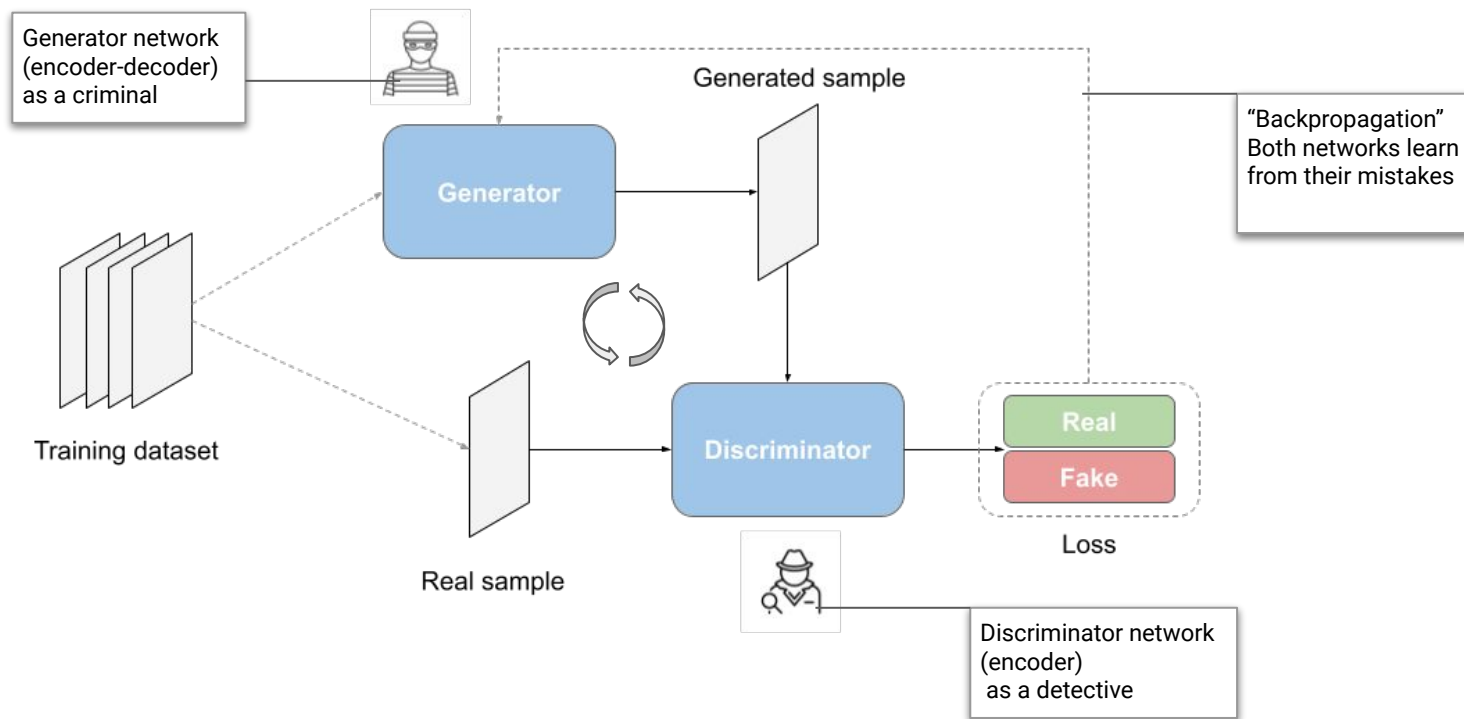 Generator network
(encoder-decoder)
as a criminal
Generated sample
"Backpropagation"
Both networks learn
from their mistakes
Generator
Training dataset
Real sample
Discriminator
Real
Fake
Loss
Discriminator network
(encoder)
as a detective